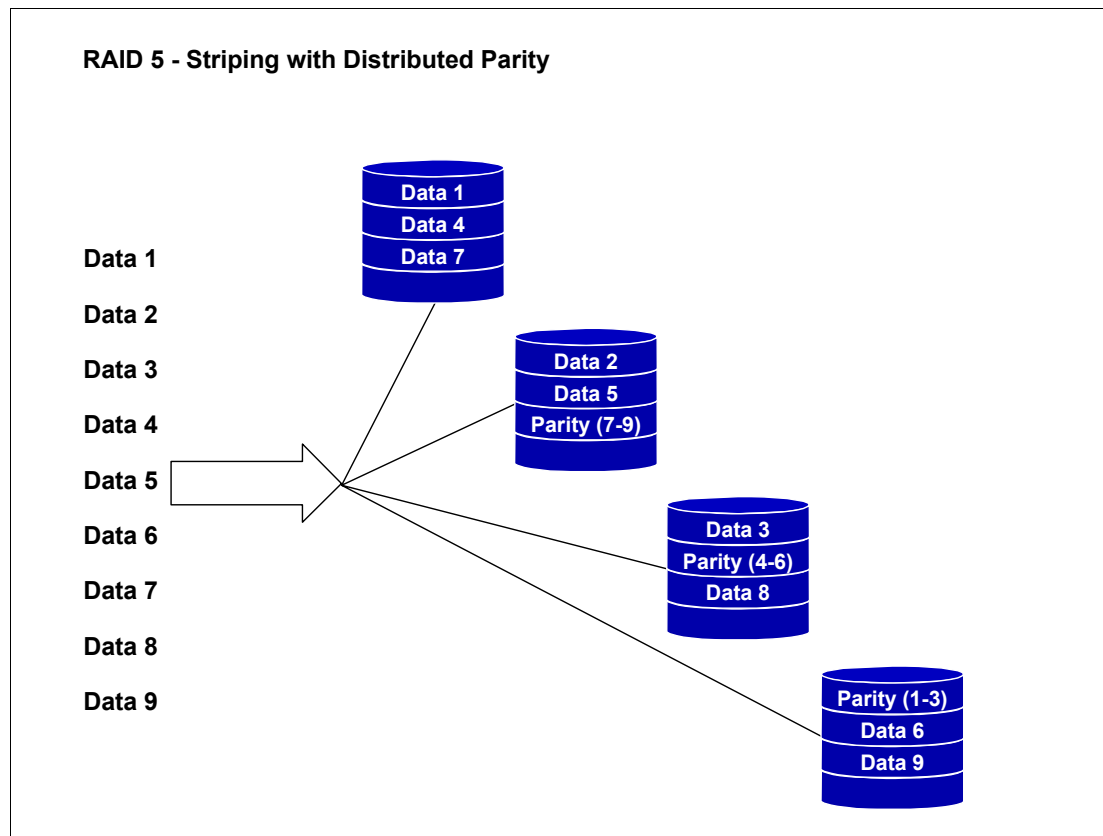 RAID 5 - Striping with Distributed Parity
Data 1
Data 2
Data 3
Data 4
Data 5
Data 6
Data 7
Data 8
Data 9
Data 1
Data 4
Data 7
Data 2
Data 5
Parity (7-9)
Data 3
Parity (4-6)
Data 8
Parity (1-3)
Data 6
Data 9